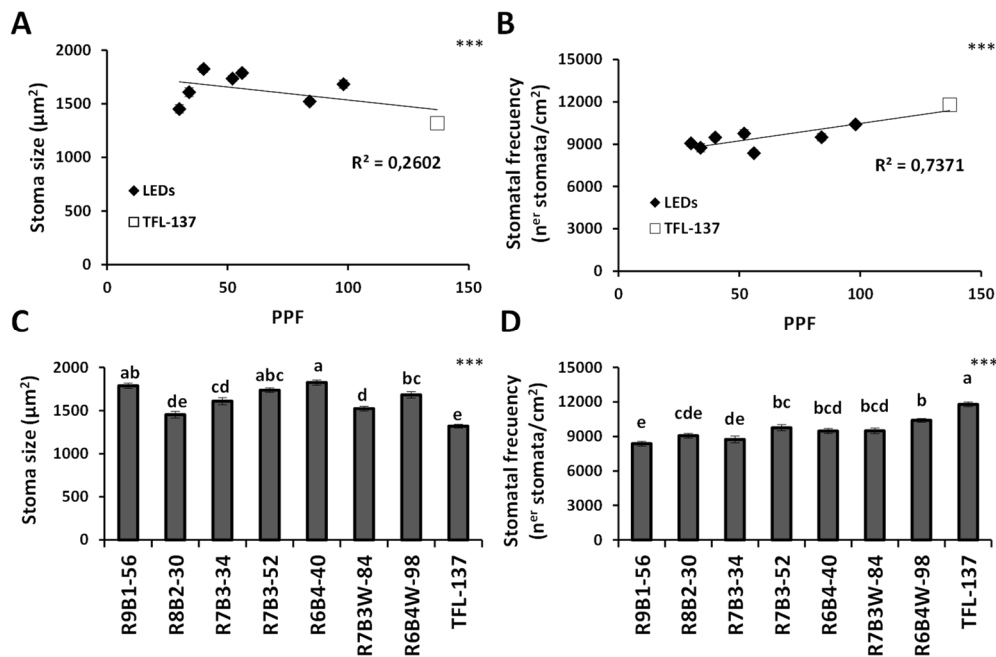 A
***
Stoma size (µm²)
2000
1500
1000
500
0
R² = 0,2602
◆ LEDs
□ TFL-137
0 50 100 150
PPF
B
***
Stomatal frecuency
(nᵉʳ stomata/cm²)
15000
12000
9000
6000
3000
0
R² = 0,7371
◆ LEDs
□ TFL-137
0 50 100 150
PPF
C
***
Stoma size (µm²)
2000
1500
1000
500
0
ab de cd abc a d bc e
R9B1-56
R8B2-30
R7B3-34
R7B3-52
R6B4-40
R7B3W-84
R6B4W-98
TFL-137
D
***
Stomatal frecuency
(nᵉʳ stomata/cm²)
15000
12000
9000
6000
3000
0
e cde de bc bcd bcd b a
R9B1-56
R8B2-30
R7B3-34
R7B3-52
R6B4-40
R7B3W-84
R6B4W-98
TFL-137